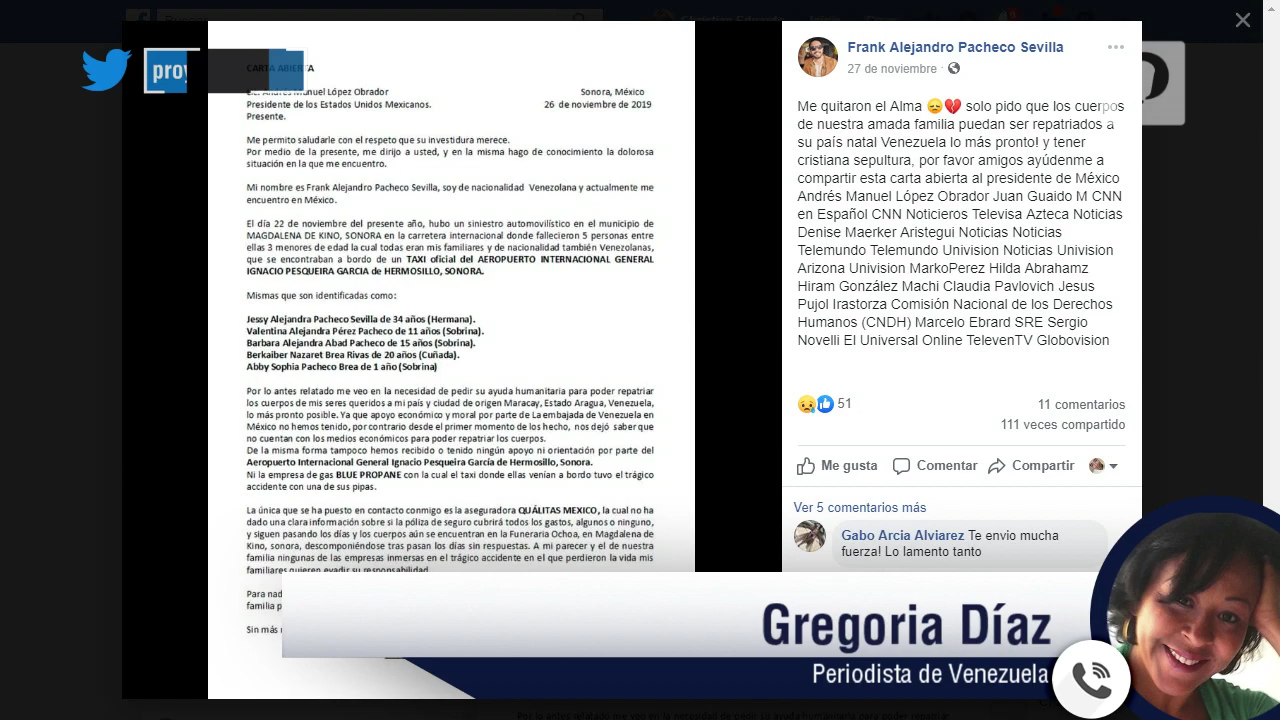 proy
CARTA ABIERTA
Lic. Andrés Manuel López Obrador
Sonora, México
Presidente de los Estados Unidos Mexicanos.
26 de noviembre de 2019
Presente.
Me permito saludarle con el respeto que su investidura merece.
Por medio de la presente, me dirijo a usted, y en la misma hago de conocimiento la dolorosa
situación en la que me encuentro.
Mi nombre es Frank Alejandro Pacheco Sevilla, soy de nacionalidad Venezolana y actualmente me
encuentro en México.
El día 22 de noviembre del presente año, hubo un siniestro automovilístico en el municipio de
MAGDALENA DE KINO, SONORA en la carretera internacional donde fallecieron 5 personas entre
ellas 3 menores de edad la cual todas eran mis familiares y de nacionalidad también Venezolanas,
que se encontraban a bordo de un TAXI oficial del AEROPUERTO INTERNACIONAL GENERAL
IGNACIO PESQUEIRA GARCIA de HERMOSILLO, SONORA.
Mismas que son identificadas como:
Jessy Alejandra Pacheco Sevilla de 34 años (Hermana).
Valentina Alejandra Pérez Pacheco de 11 años (Sobrina).
Barbara Alejandra Abad Pacheco de 15 años (Sobrina).
Berkaiber Nazaret Brea Rivas de 20 años (Cuñada).
Abby Sophia Pacheco Brea de 1 año (Sobrina)
Por lo antes relatado me veo en la necesidad de pedir su ayuda humanitaria para poder repatriar
los cuerpos de mis seres queridos a mi país y ciudad de origen Maracay, Estado Aragua, Venezuela,
lo más pronto posible. Ya que apoyo económico y moral por parte de La embajada de Venezuela en
México no hemos tenido, por contrario desde el primer momento de los hecho, nos dejó saber que
no cuentan con los medios económicos para poder repatriar los cuerpos.
De la misma forma tampoco hemos recibido o tenido ningún apoyo ni orientación por parte del
Aeropuerto Internacional General Ignacio Pesqueira García de Hermosillo, Sonora.
Ni la empresa de gas BLUE PROPANE con la cual el taxi donde ellas venían a bordo tuvo el trágico
accidente con una de sus pipas.
La única que se ha puesto en contacto conmigo es la aseguradora QUÁLITAS MEXICO, la cual no ha
dado una clara información sobre si la póliza de seguro cubrirá todos los gastos, algunos o ninguno,
y siguen pasando los días y los cuerpos aún se encuentran en la Funeraria Ochoa, en Magdalena de
Kino, sonora, descomponiéndose tras pasan los días sin respuestas. A mi parecer y el de nuestra
familia ningunas de las empresas inmersas en el trágico accidente en el que perdieron la vida mis
familiares quieren evadir su responsabilidad.
Para nad
familia p
Sin más
Frank Alejandro Pacheco Sevilla
27 de noviembre ·
Me quitaron el Alma 😞💔 solo pido que los cuerpos
de nuestra amada familia puedan ser repatriados a
su país natal Venezuela lo más pronto! y tener
cristiana sepultura, por favor amigos ayúdenme a
compartir esta carta abierta al presidente de México
Andrés Manuel López Obrador Juan Guaido M CNN
en Español CNN Noticieros Televisa Azteca Noticias
Denise Maerker Aristegui Noticias Noticias
Telemundo Telemundo Univision Noticias Univision
Arizona Univision MarkoPerez Hilda Abrahamz
Hiram González Machi Claudia Pavlovich Jesus
Pujol Irastorza Comisión Nacional de los Derechos
Humanos (CNDH) Marcelo Ebrard SRE Sergio
Novelli El Universal Online TelevenTV Globovision
51
11 comentarios
111 veces compartido
Me gusta
Comentar
Compartir
Ver 5 comentarios más
Gabo Arcia Alviarez Te envio mucha
fuerza! Lo lamento tanto
Gregoria Díaz
Periodista de Venezuela